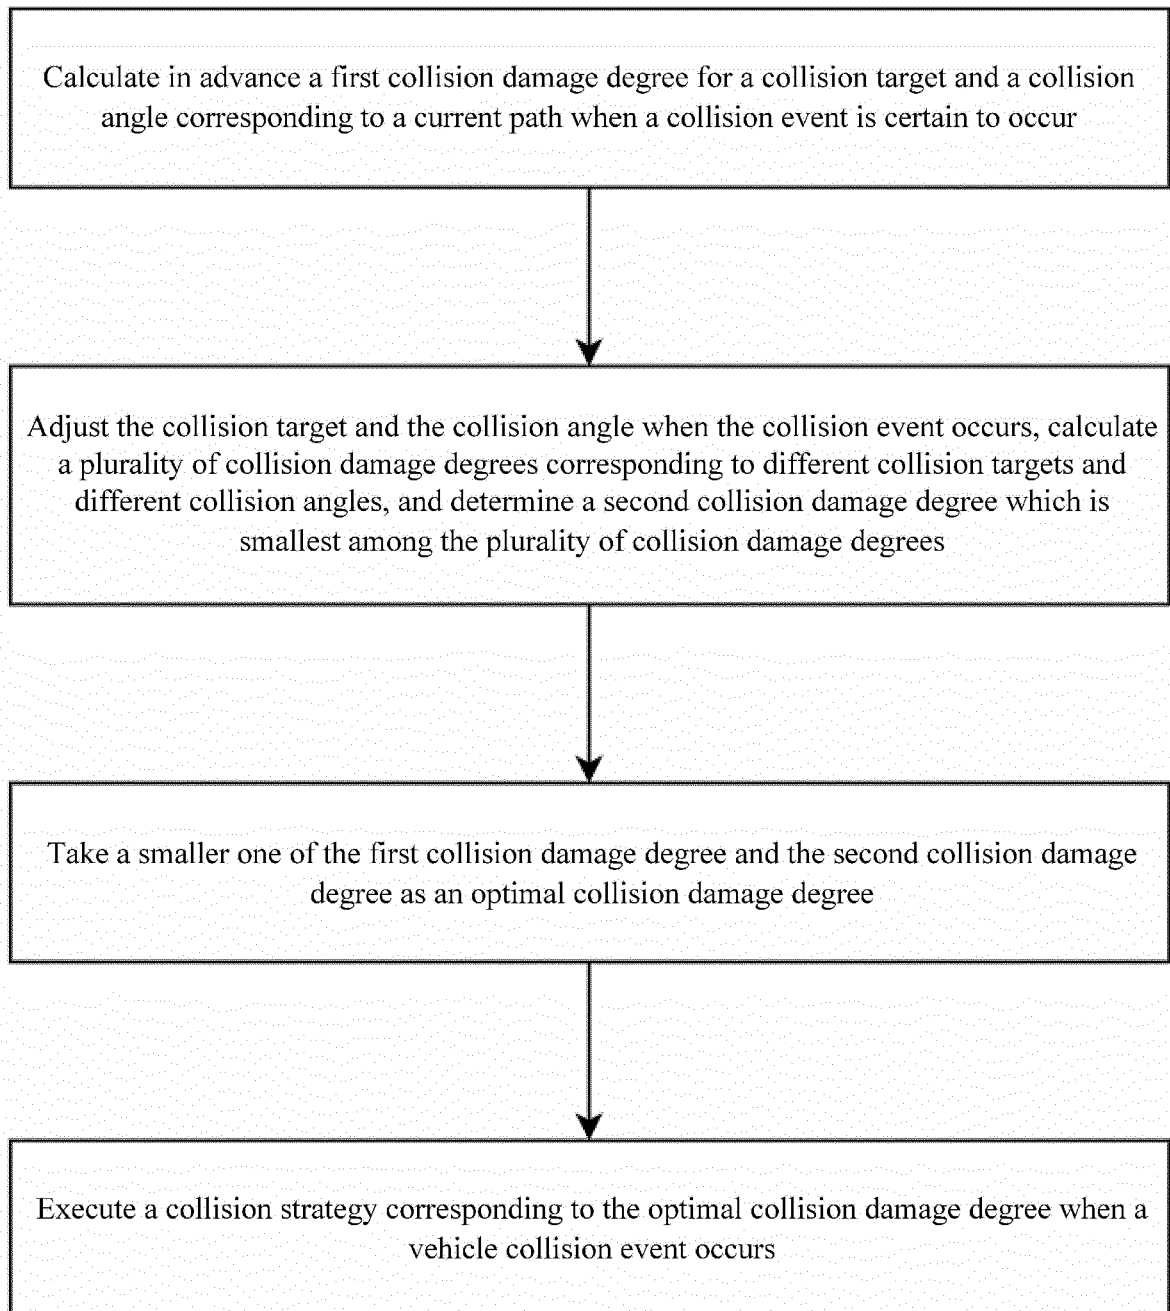 Calculate in advance a first collision damage degree for a collision target and a collision
angle corresponding to a current path when a collision event is certain to occur
Adjust the collision target and the collision angle when the collision event occurs, calculate
a plurality of collision damage degrees corresponding to different collision targets and
different collision angles, and determine a second collision damage degree which is
smallest among the plurality of collision damage degrees
Take a smaller one of the first collision damage degree and the second collision damage
degree as an optimal collision damage degree
Execute a collision strategy corresponding to the optimal collision damage degree when a
vehicle collision event occurs